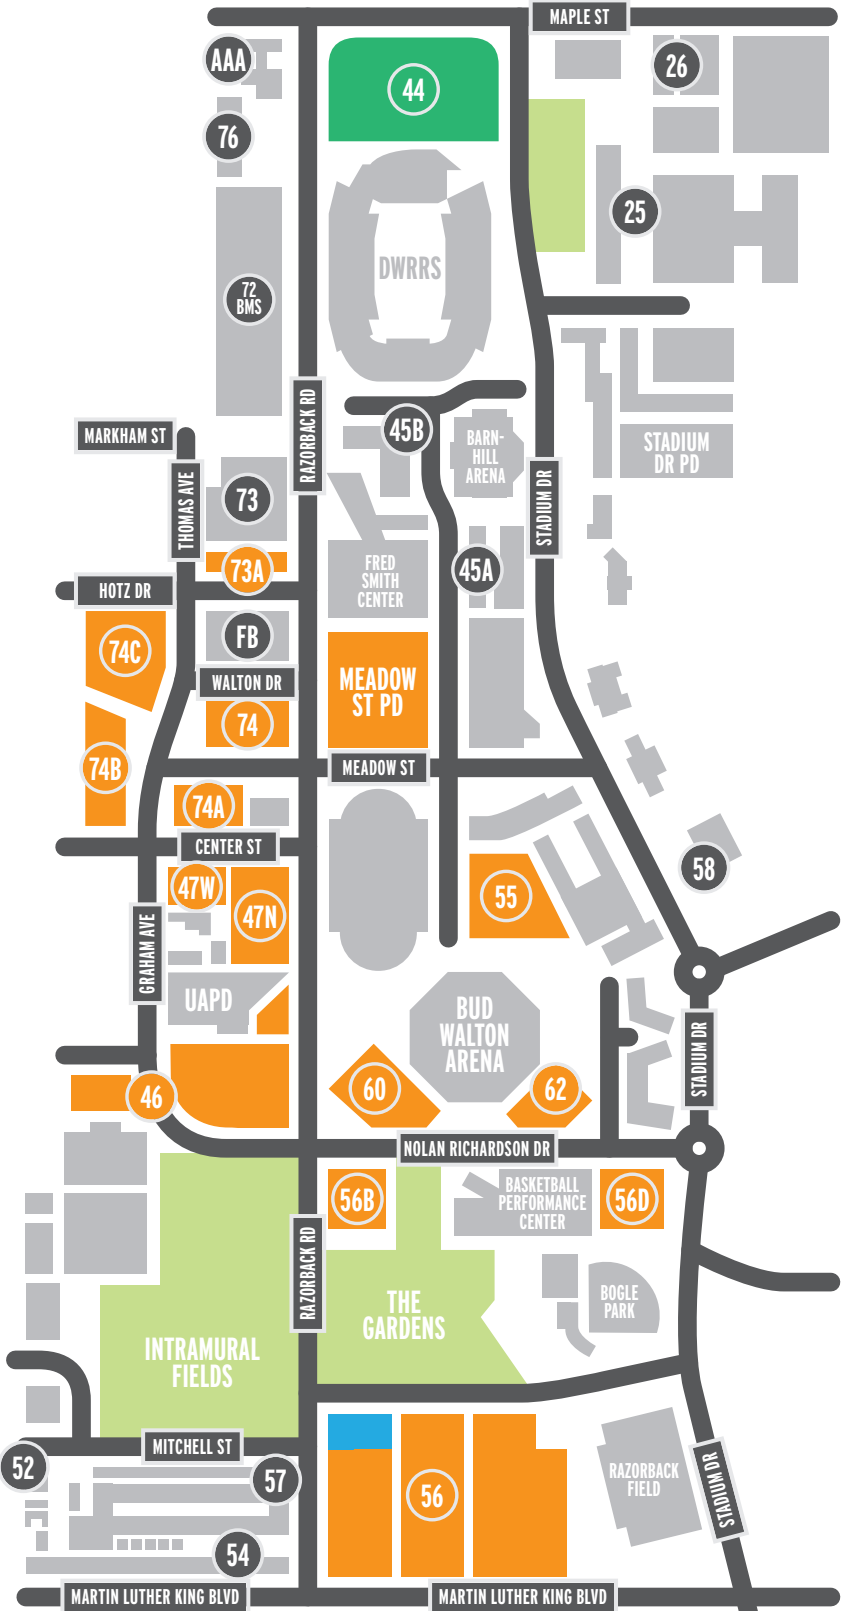 MAPLE ST
AAA
26
44
76
25
DWRRS
72
BMS
RAZORBACK RD
MARKHAM ST
45B
BARN-
HILL
ARENA
STADIUM
DR PD
THOMAS AVE
73
STADIUM DR
73A
FRED
SMITH
CENTER
45A
HOTZ DR
74C
FB
WALTON DR
MEADOW
ST PD
74
74B
MEADOW ST
74A
CENTER ST
58
47W
55
47N
GRAHAM AVE
UAPD
BUD
WALTON
ARENA
STADIUM DR
46
60
62
NOLAN RICHARDSON DR
56B
BASKETBALL
PERFORMANCE
CENTER
56D
RAZORBACK RD
THE
GARDENS
BOGLE
PARK
INTRAMURAL
FIELDS
MITCHELL ST
52
57
56
RAZORBACK
FIELD
STADIUM DR
54
MARTIN LUTHER KING BLVD
MARTIN LUTHER KING BLVD